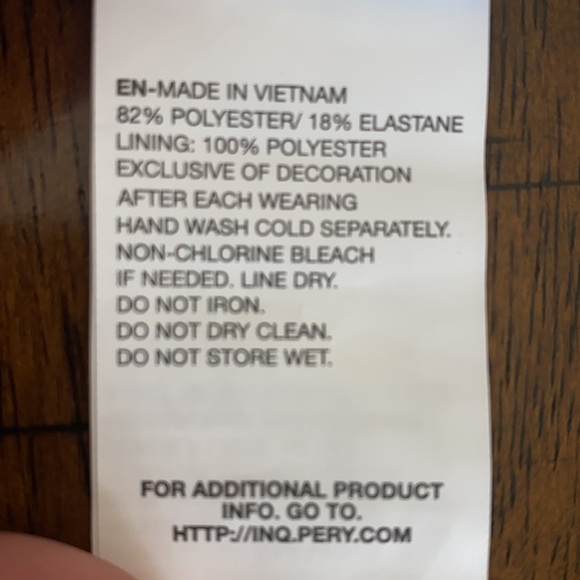 EN-MADE IN VIETNAM
82% POLYESTER/ 18% ELASTANE
LINING: 100% POLYESTER
EXCLUSIVE OF DECORATION
AFTER EACH WEARING
HAND WASH COLD SEPARATELY.
NON-CHLORINE BLEACH
IF NEEDED. LINE DRY.
DO NOT IRON.
DO NOT DRY CLEAN.
DO NOT STORE WET.
FOR ADDITIONAL PRODUCT
INFO. GO TO.
HTTP://INQ.PERY.COM